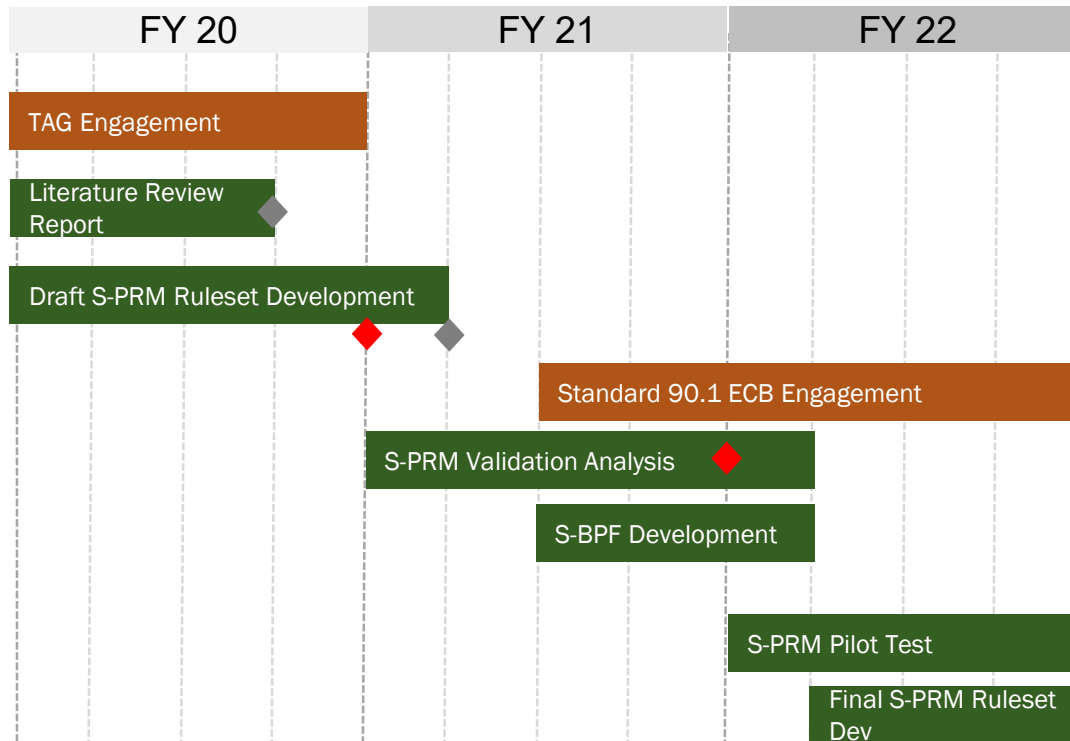 FY 20
FY 21
FY 22
TAG Engagement
Literature Review
Report
Draft S-PRM Ruleset Development
Standard 90.1 ECB Engagement
S-PRM Validation Analysis
S-BPF Development
S-PRM Pilot Test
Final S-PRM Ruleset
Dev